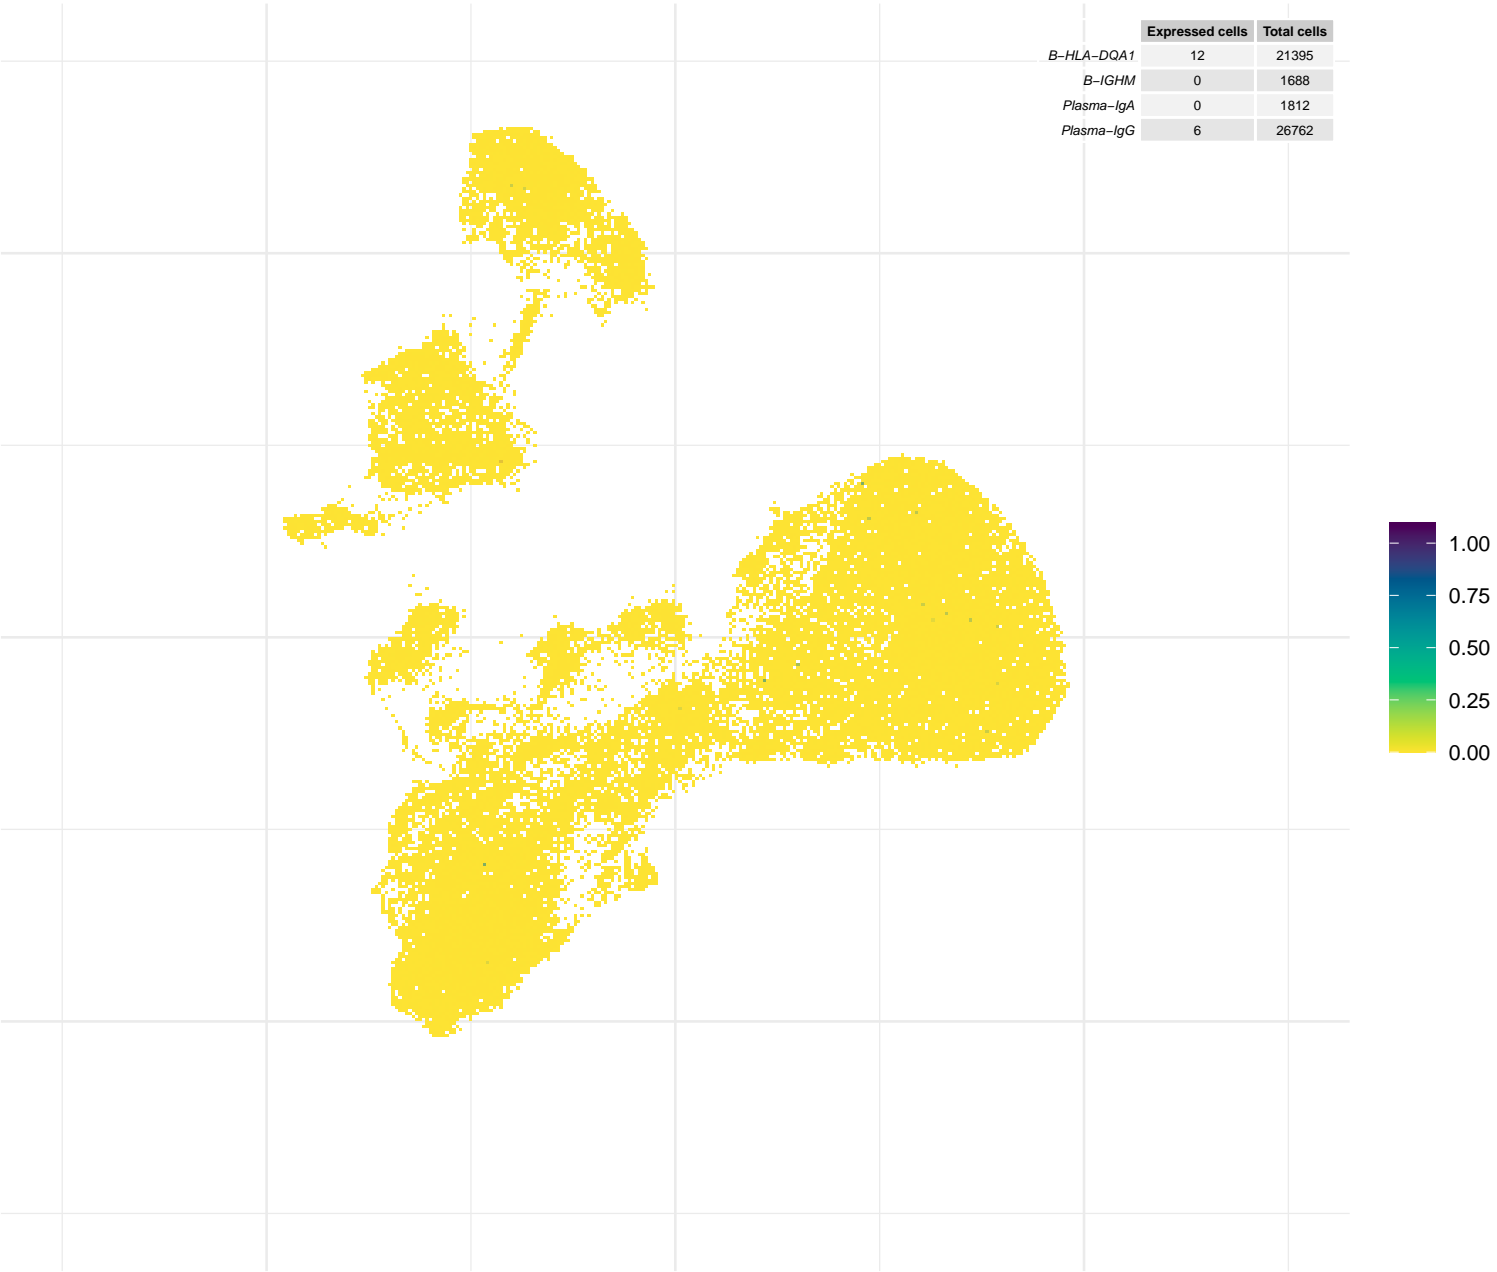 Expressed cells Total cells
B−HLA−DQA1 12 21395
B−IGHM 0 1688
Plasma−IgA 0 1812
Plasma−IgG 6 26762
1.00
0.75
0.50
0.25
0.00